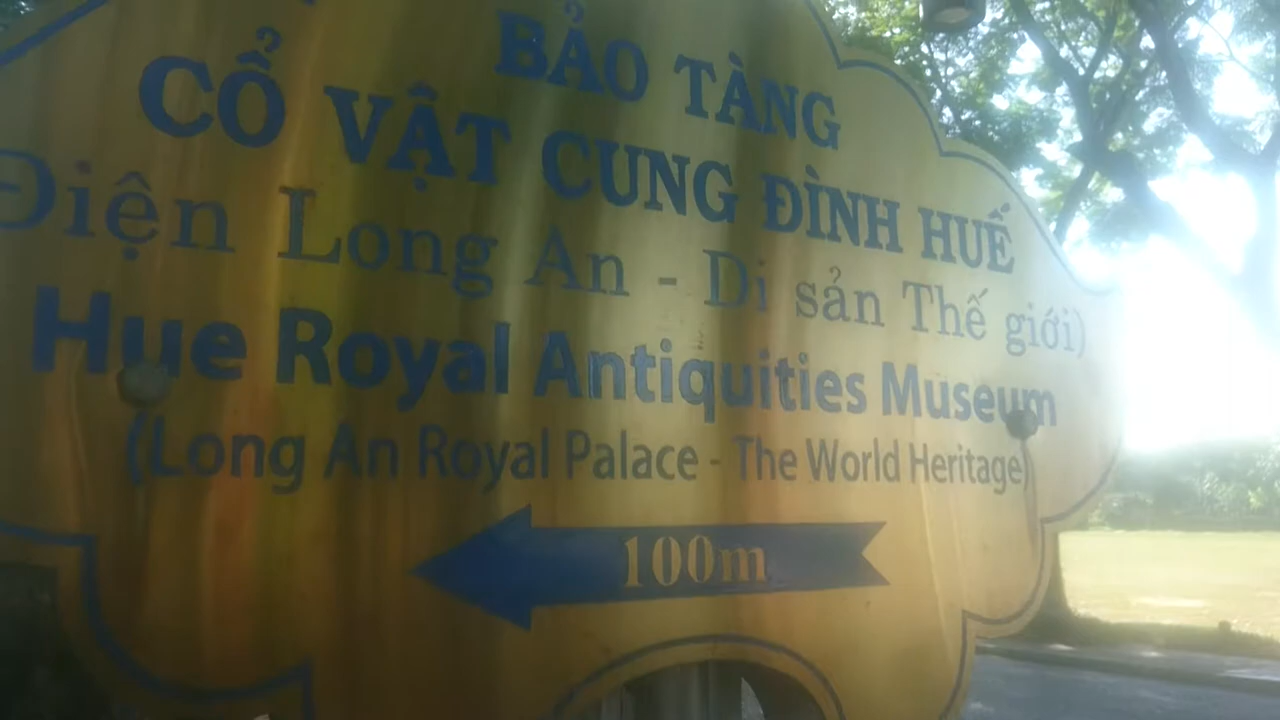 BẢO TÀNG
CỔ VẬT CUNG ĐÌNH HUẾ
Điện Long An - Di sản Thế giới)
Hue Royal Antiquities Museum
(Long An Royal Palace - The World Heritage)
100m